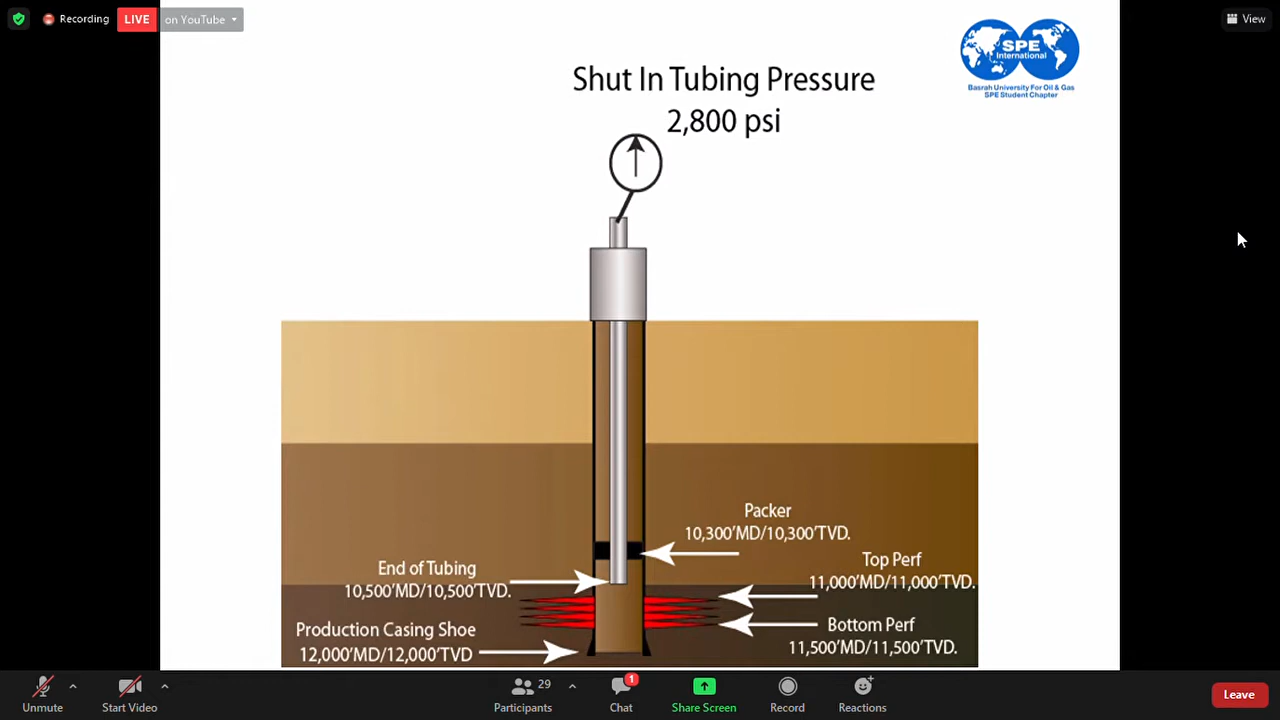 Recording
LIVE
on YouTube
View
SPE
International
Basrah University For Oil & Gas
SPE Student Chapter
Shut In Tubing Pressure
2,800 psi
Packer
10,300'MD/10,300'TVD.
End of Tubing
10,500'MD/10,500'TVD.
Top Perf
11,000'MD/11,000'TVD.
Production Casing Shoe
12,000'MD/12,000'TVD
Bottom Perf
11,500'MD/11,500'TVD.
Unmute
Start Video
29
Participants
1
Chat
Share Screen
Record
Reactions
Leave